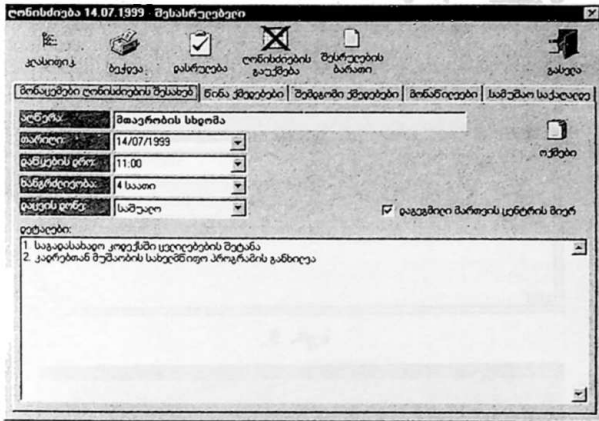 ღონისძიება 14.07.1999 - შესასრულებელი
კლასიფიკ. ბეჭდვა დასრულება ღონისძიების გაუქმება შესრულების ბარათი გასვლა
მონაცემები ღონისძიების შესახებ წინა ქმედებები შემდგომი ქმედებები მონაწილეები სამუშაო საქაღალდე
აღწერა: მთავრობის სხდომა
თარიღი: 14/07/1999
ოქმები
დაწყების დრო: 11:00
ხანგრძლივობა: 4 საათი
დაცვის დონე: საშუალო
დაგეგმილი მართვის ცენტრის მიერ
დეტალები:
1. საგადასახადო კოდექსში ცვლილებების შეტანა
2. კადრებთან მუშაობის სახელმწიფო პროგრამის განხილვა